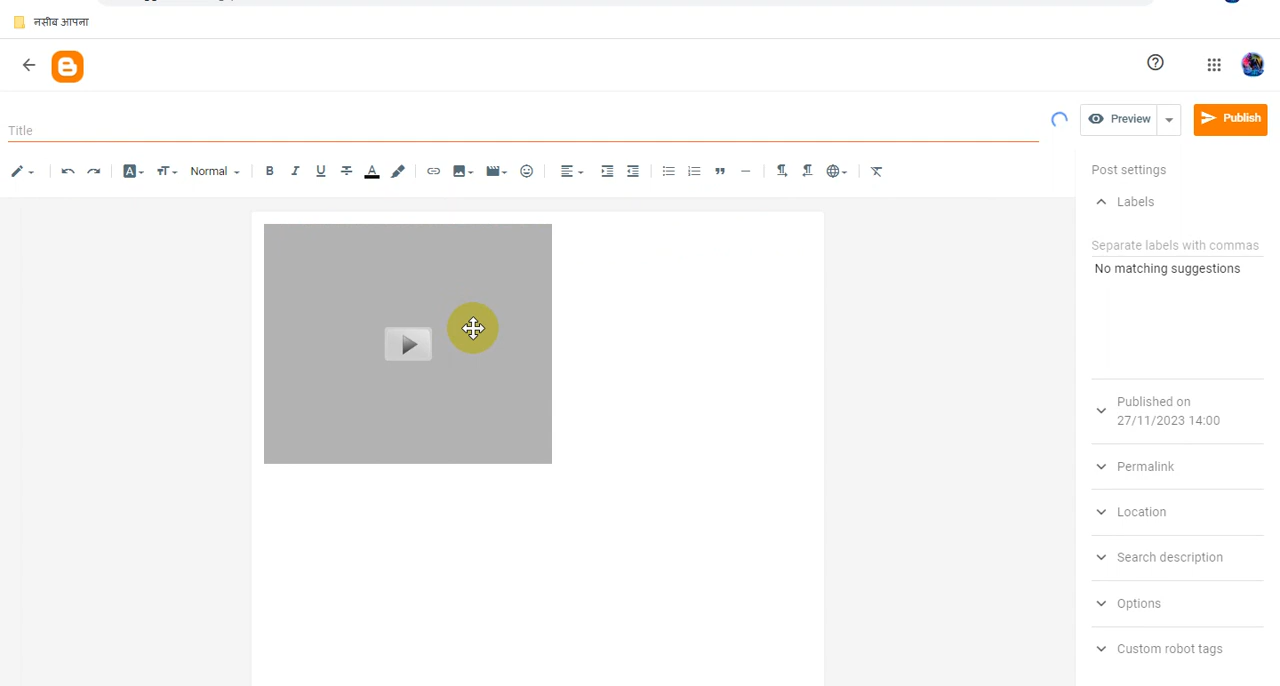 नसीब आपना
Title
Preview
Publish
Normal
B I U A
Post settings
Labels
Separate labels with commas
No matching suggestions
Published on
27/11/2023 14:00
Permalink
Location
Search description
Options
Custom robot tags